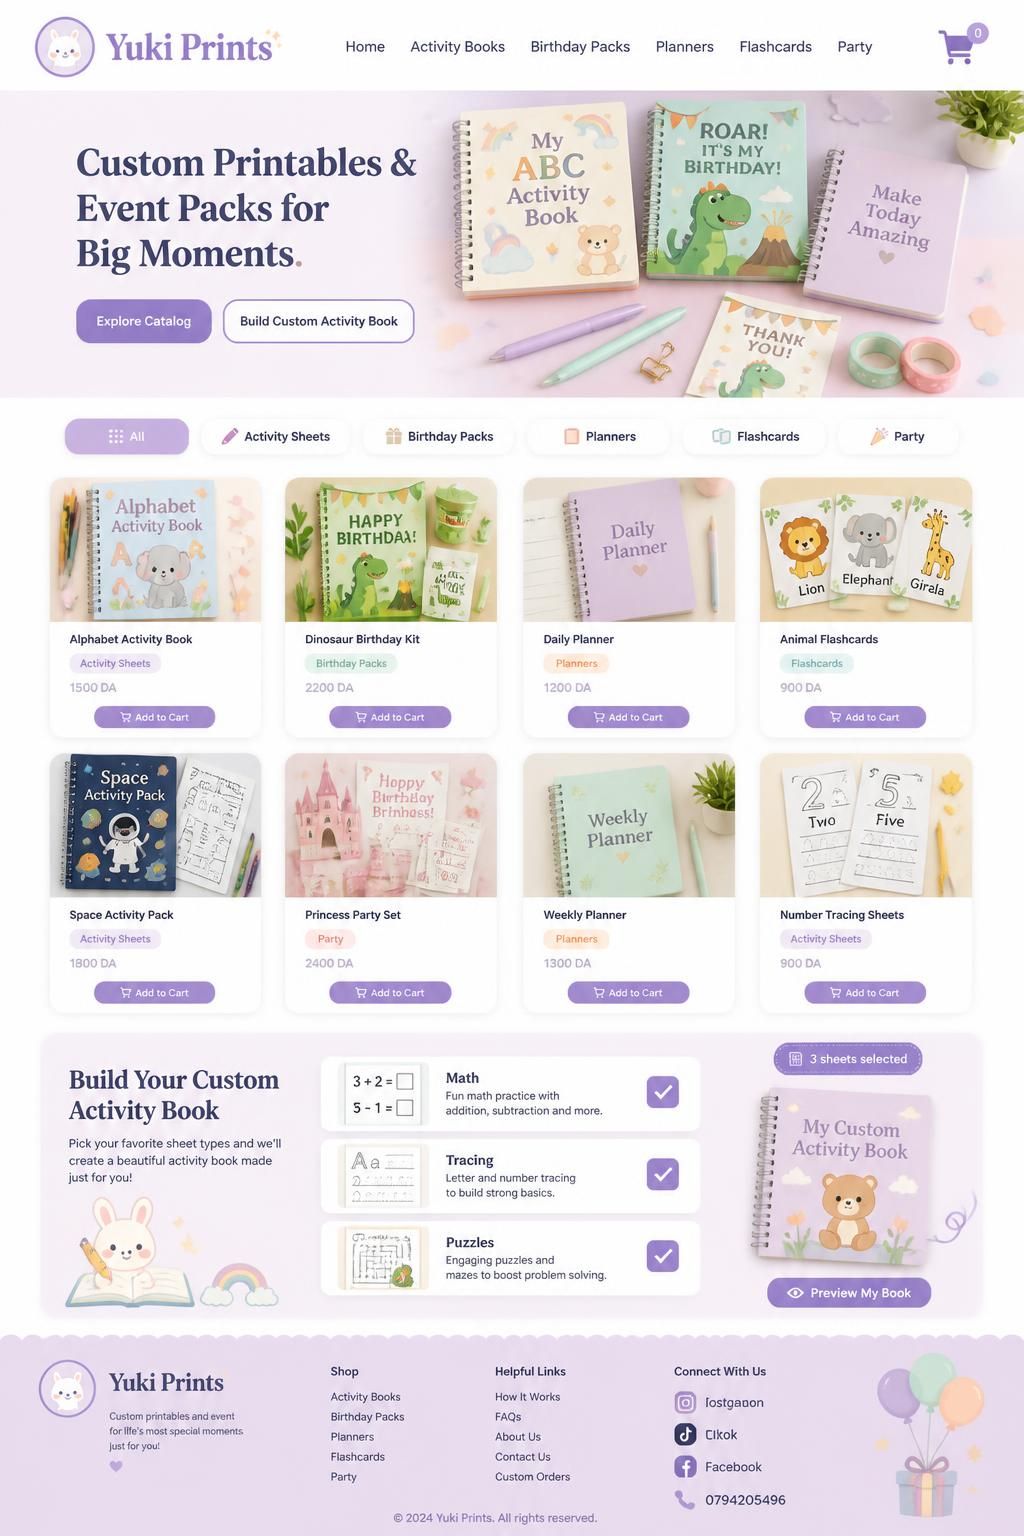 Yuki Prints
Home
Activity Books
Birthday Packs
Planners
Flashcards
Party
0
Custom Printables &
Event Packs for
Big Moments.
Explore Catalog
Build Custom Activity Book
My
ABC
Activity
Book
ROAR!
IT'S MY
BIRTHDAY!
Make
Today
Amazing
THANK
YOU!
All
Activity Sheets
Birthday Packs
Planners
Flashcards
Party
Alphabet
Activity Book
HAPPY
BIRTHDAA!
Daily
Planner
Lion
Elephant
Girala
Alphabet Activity Book
Activity Sheets
1500 DA
Add to Cart
Dinosaur Birthday Kit
Birthday Packs
2200 DA
Add to Cart
Daily Planner
Planners
1200 DA
Add to Cart
Animal Flashcards
Flashcards
900 DA
Add to Cart
Space
Activity Pack
Hoppy
Birthday
Brinhess!
Weekly
Planner
2
Two
5
Five
Space Activity Pack
Activity Sheets
1800 DA
Add to Cart
Princess Party Set
Party
2400 DA
Add to Cart
Weekly Planner
Planners
1300 DA
Add to Cart
Number Tracing Sheets
Activity Sheets
900 DA
Add to Cart
Build Your Custom
Activity Book
Pick your favorite sheet types and we'll
create a beautiful activity book made
just for you!
3 + 2 =
5 - 1 =
Math
Fun math practice with
addition, subtraction and more.
Aa
Tracing
Letter and number tracing
to build strong basics.
Puzzles
Engaging puzzles and
mazes to boost problem solving.
3 sheets selected
My Custom
Activity Book
Preview My Book
Yuki Prints
Custom printables and event
for life's most special moments
just for you!
Shop
Activity Books
Birthday Packs
Planners
Flashcards
Party
Helpful Links
How It Works
FAQs
About Us
Contact Us
Custom Orders
Connect With Us
Iostganon
Elkok
Facebook
0794205496
© 2024 Yuki Prints. All rights reserved.